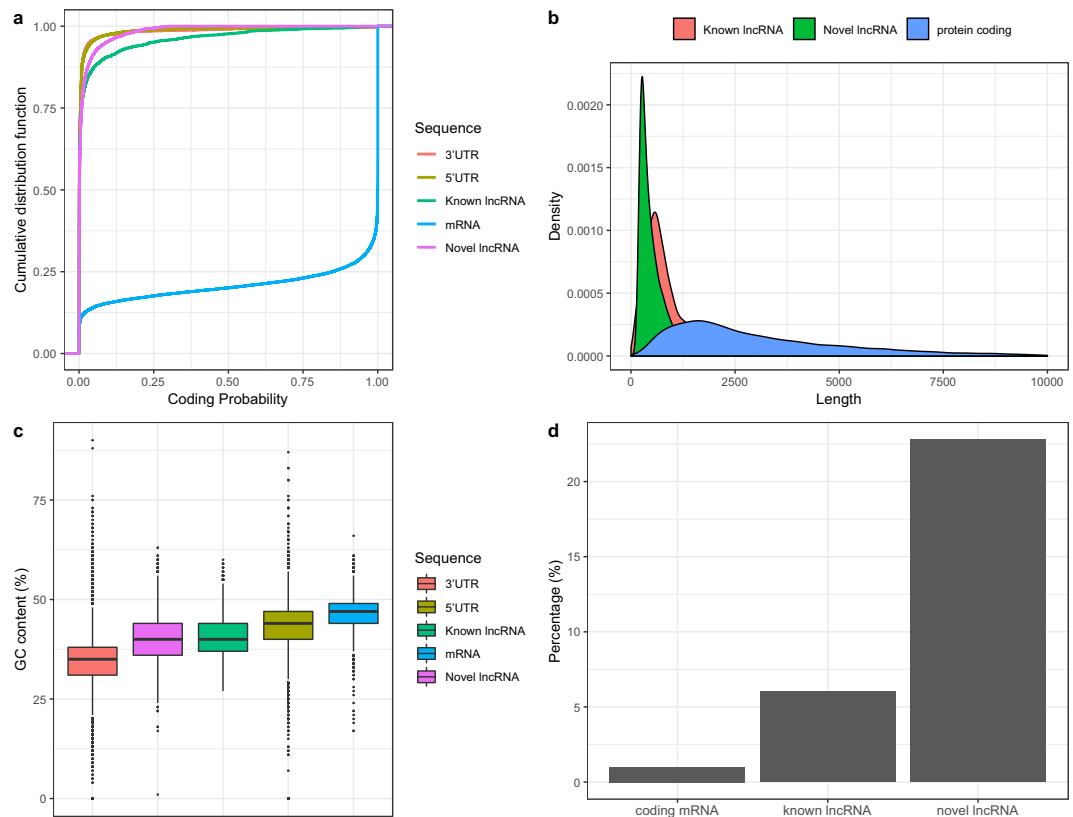 a
Cumulative distribution function
1.00
0.75
0.50
0.25
0.00
0.00 0.25 0.50 0.75 1.00
Coding Probability
Sequence
3'UTR
5'UTR
Known lncRNA
mRNA
Novel lncRNA
b
Known lncRNA Novel lncRNA protein coding
Density
0.0020
0.0015
0.0010
0.0005
0.0000
0 2500 5000 7500 10000
Length
c
GC content (%)
75
50
25
0
Sequence
3'UTR
5'UTR
Known lncRNA
mRNA
Novel lncRNA
d
Percentage (%)
20
15
10
5
0
coding mRNA known lncRNA novel lncRNA